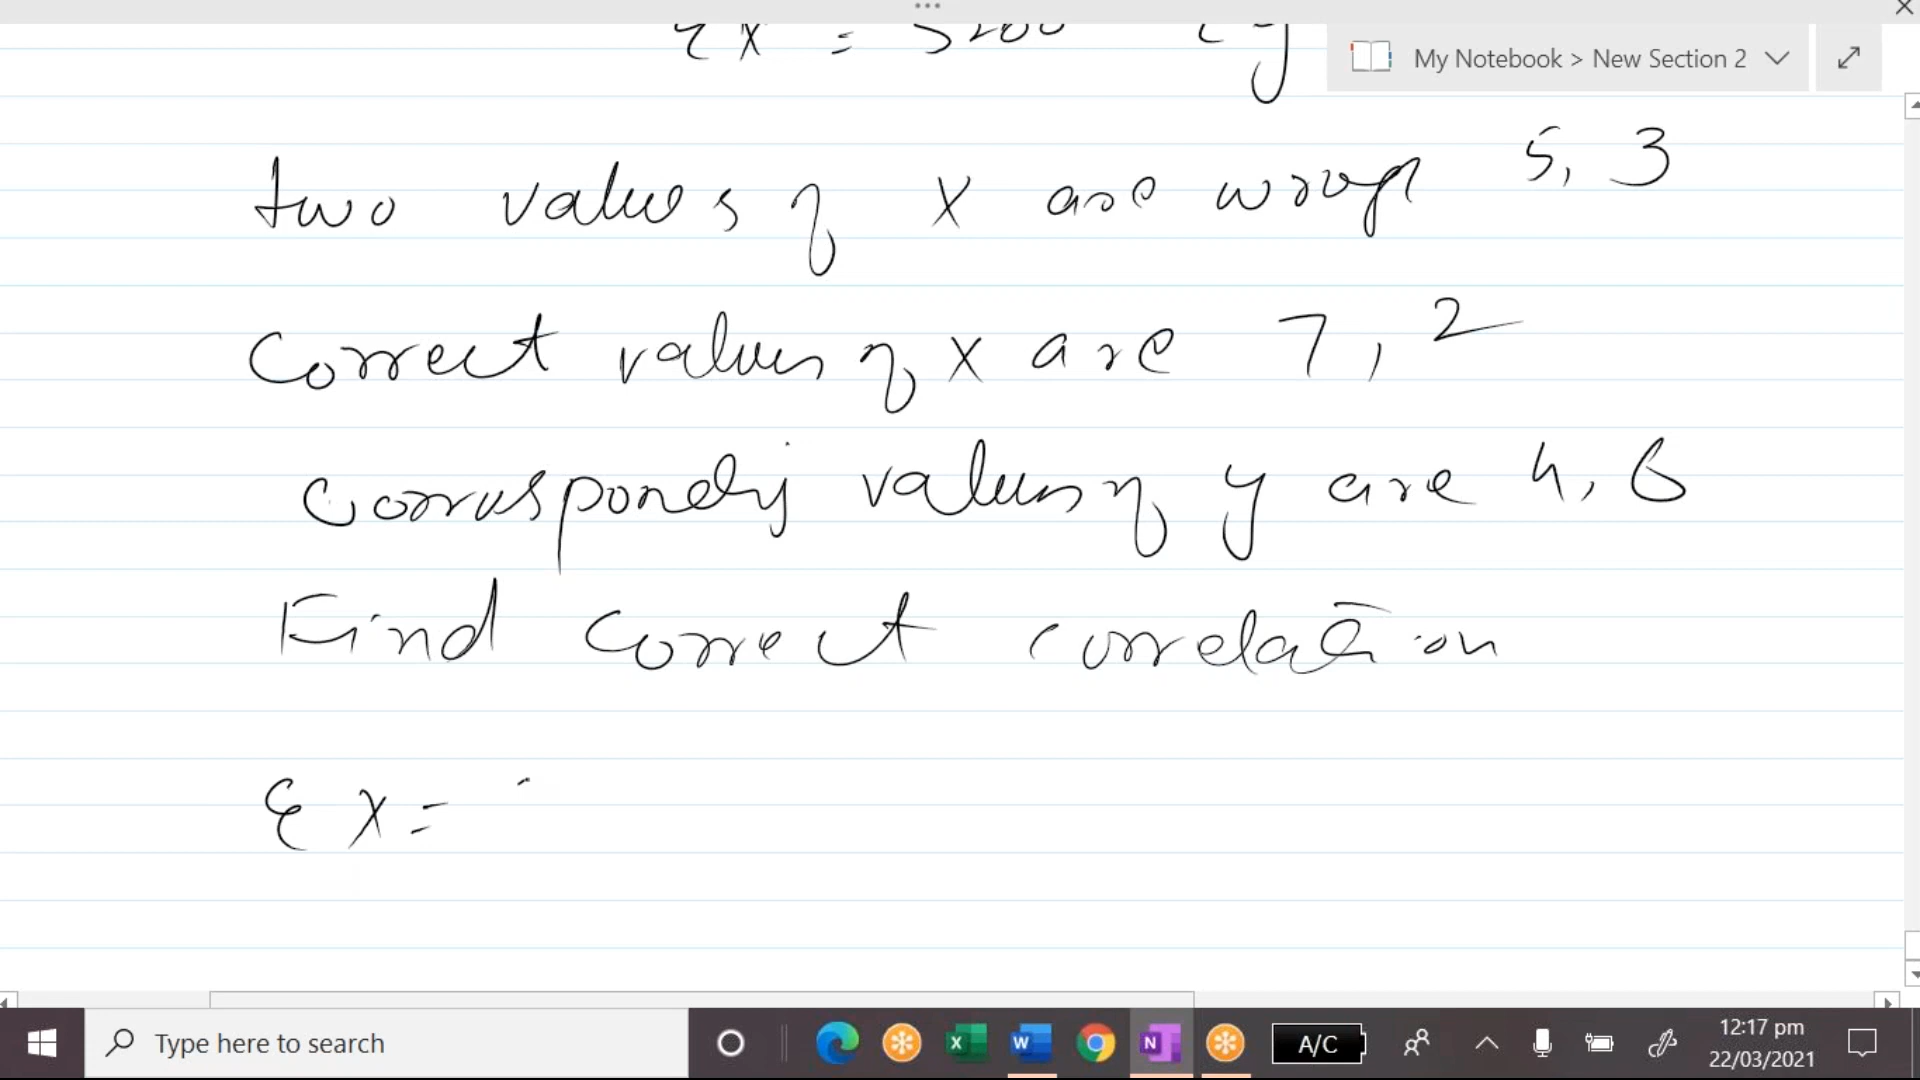 My Notebook > New Section 2
two values of x are wrong 5, 3
Correct values of x are 7, 2
Corresponding values of y are 4, 6
Find Correct Correlation
Σ x =
Type here to search
A/C
12:17 pm
22/03/2021